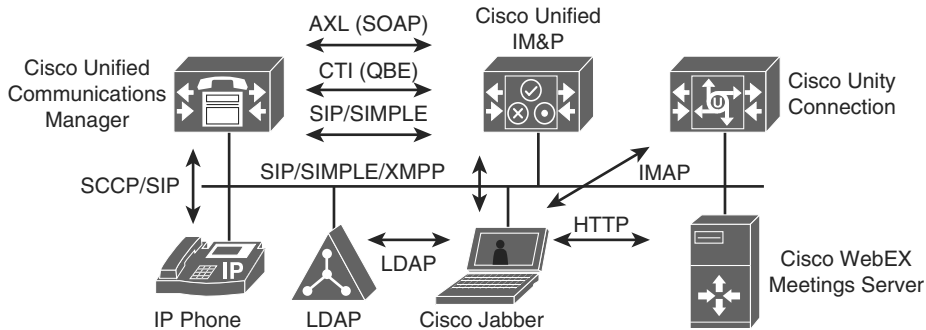 AXL (SOAP)
Cisco Unified
IM&P
Cisco Unified
Communications
Manager
CTI (QBE)
SIP/SIMPLE
Cisco Unity
Connection
U
SCCP/SIP
SIP/SIMPLE/XMPP
IMAP
HTTP
LDAP
IP
Cisco WebEX
Meetings Server
IP Phone
LDAP
Cisco Jabber